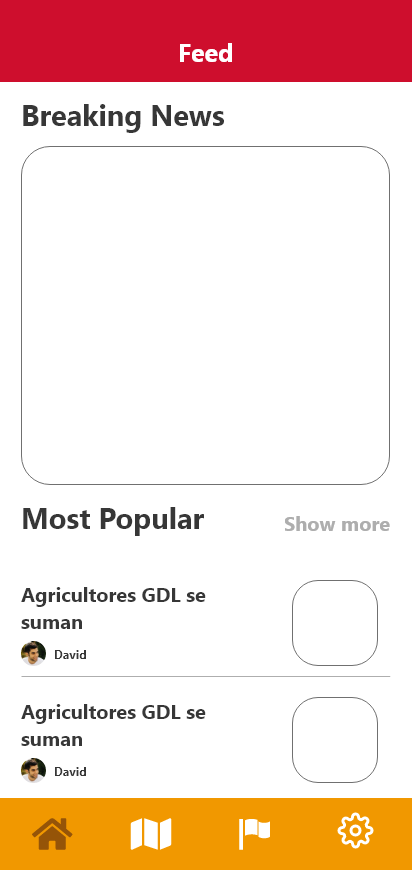 Feed
Breaking News
Most Popular
Show more
Agricultores GDL se
suman
David
Agricultores GDL se
suman
David